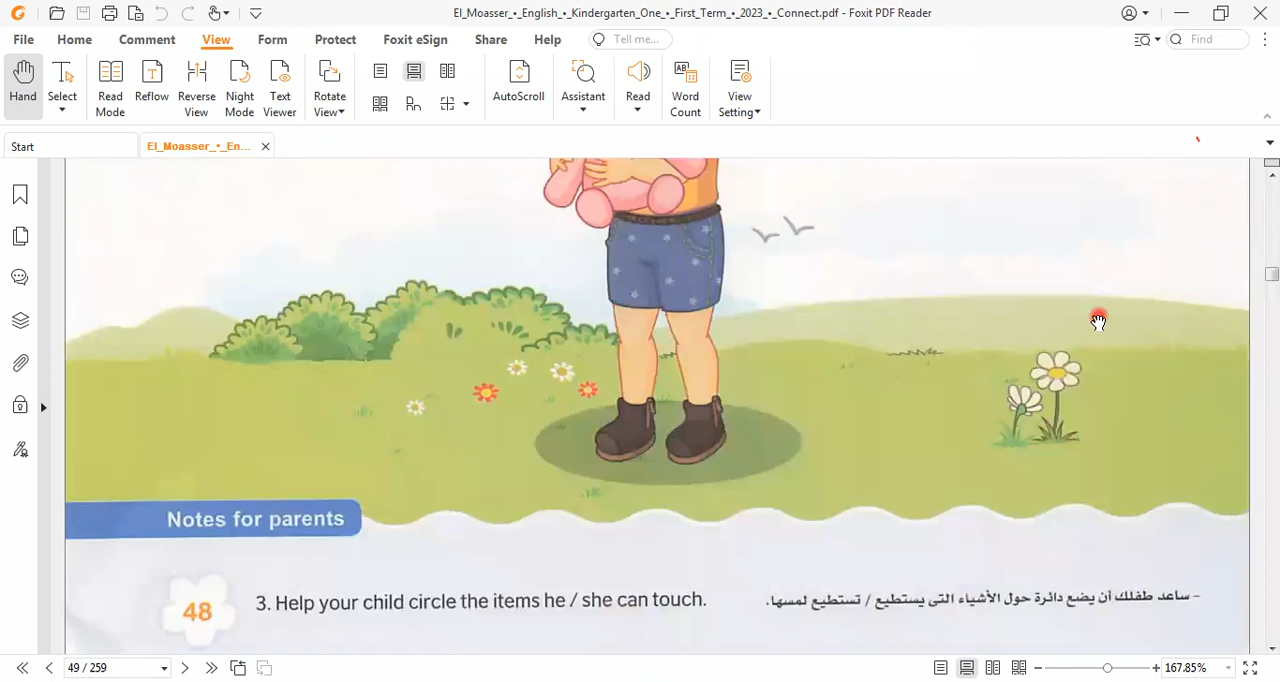 El_Moasser_•_English_•_Kindergarten_One_•_First_Term_•_2023_•_Connect.pdf - Foxit PDF Reader
File Home Comment View Form Protect Foxit eSign Share Help Tell me... Find
Hand Select Read Mode Reflow Reverse View Night Mode Text Viewer Rotate View AutoScroll Assistant Read Word Count View Setting
Start El_Moasser_•_En...
Notes for parents
48 3. Help your child circle the items he / she can touch.
- ساعد طفلك أن يضع دائرة حول الأشياء التى يستطيع / تستطيع لمسها.
49 / 259 167.85%